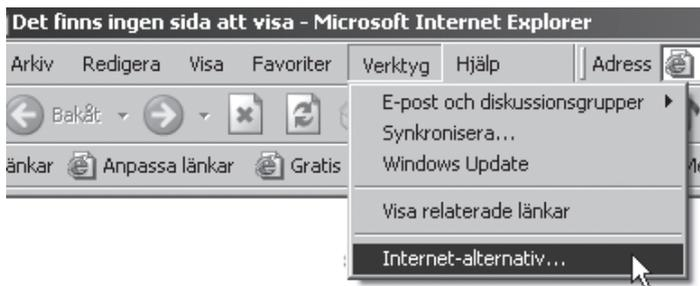 Det finns ingen sida att visa - Microsoft Internet Explorer
Arkiv Redigera Visa Favoriter Verktyg Hjälp Adress
Bakåt
änkar Anpassa länkar Gratis
E-post och diskussionsgrupper
Synkronisera...
Windows Update
Visa relaterade länkar
Internet-alternativ...